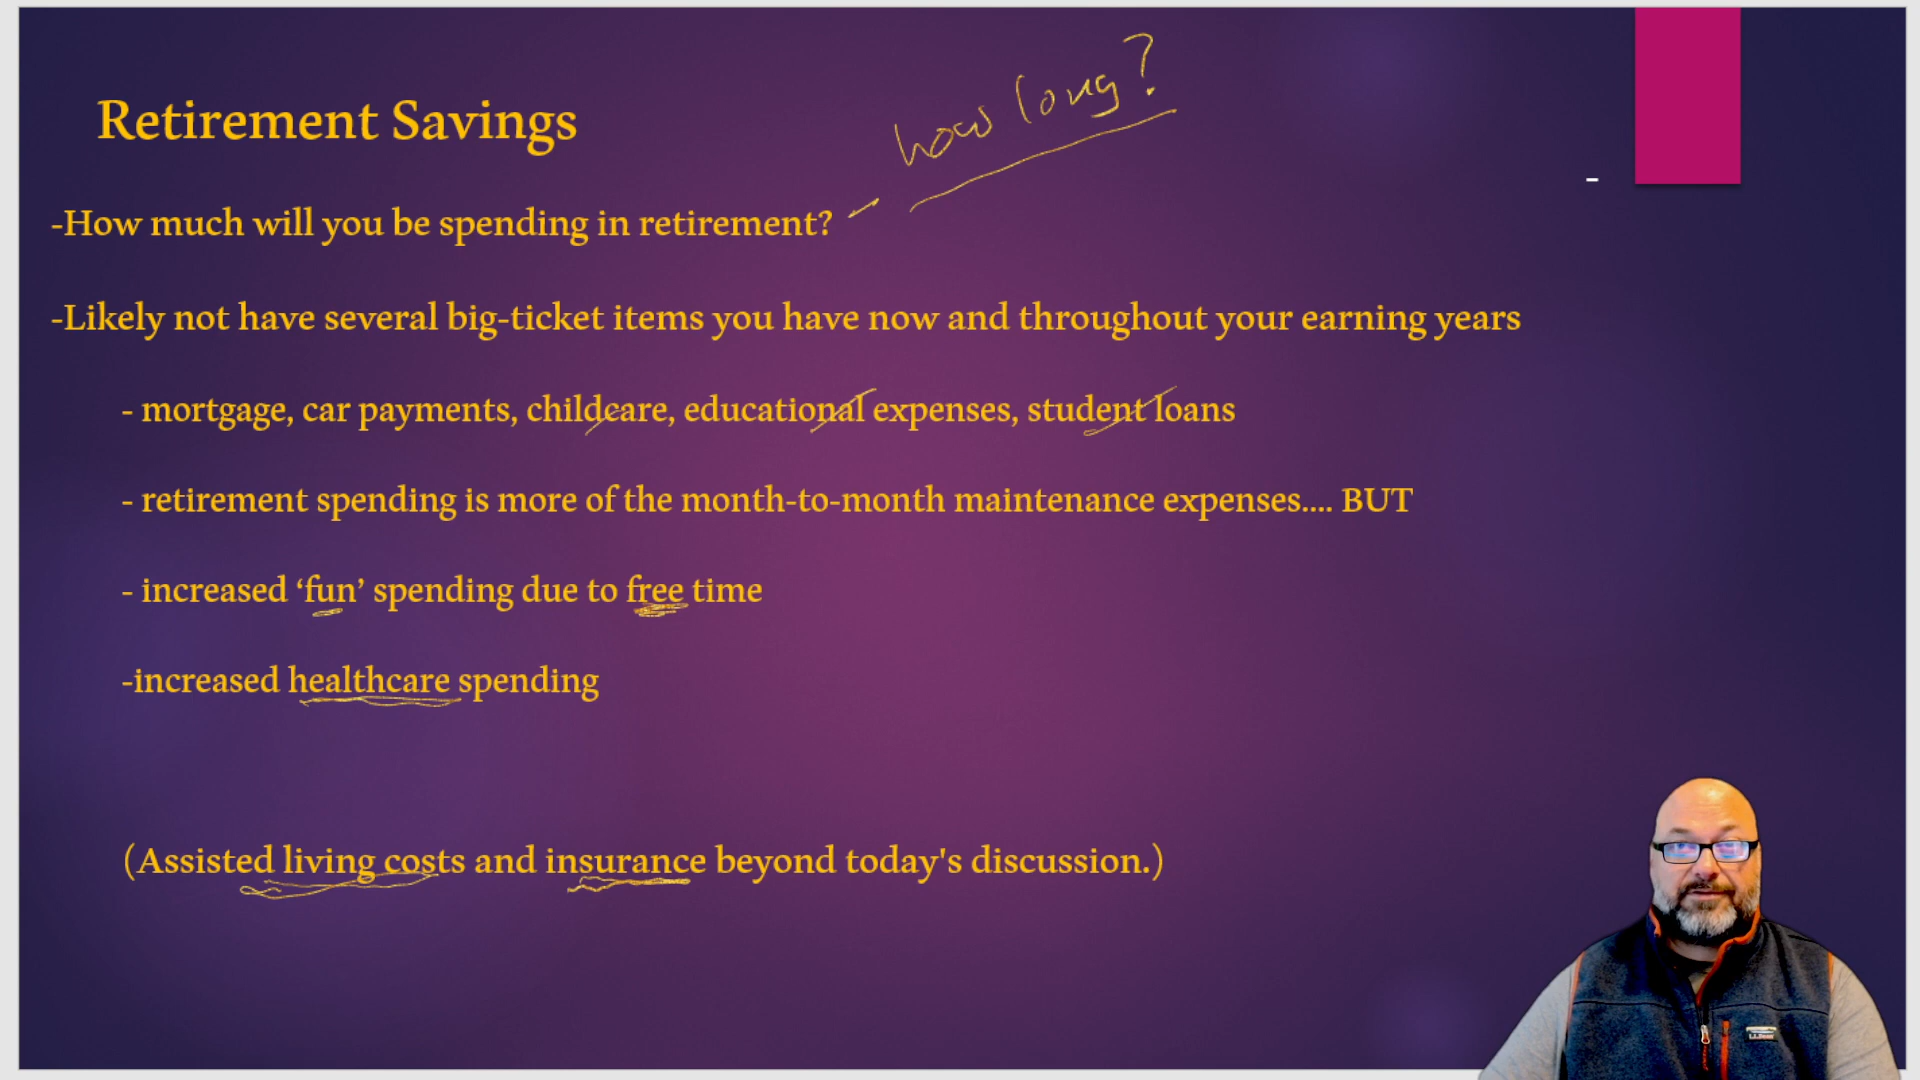 how long?
Retirement Savings
-How much will you be spending in retirement?
-Likely not have several big-ticket items you have now and throughout your earning years
- mortgage, car payments, childcare, educational expenses, student loans
- retirement spending is more of the month-to-month maintenance expenses.... BUT
- increased ‘fun’ spending due to free time
-increased healthcare spending
(Assisted living costs and insurance beyond today's discussion.)
L.L.Bean